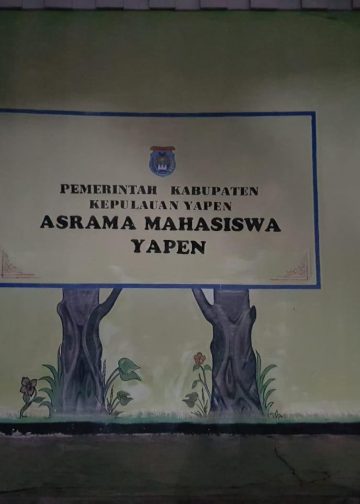 PEMERINTAH KABUPATEN
KEPULAUAN YAPEN
ASRAMA MAHASISWA
YAPEN